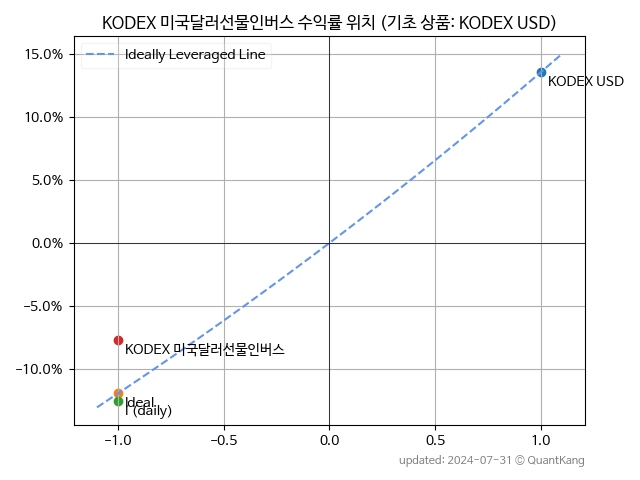 KODEX 미국달러선물인버스 수익률 위치 (기초 상품: KODEX USD)
15.0%
Ideally Leveraged Line
KODEX USD
10.0%
5.0%
0.0%
−5.0%
KODEX 미국달러선물인버스
−10.0%
Ideal
I (daily)
−1.0 −0.5 0.0 0.5 1.0
updated: 2024-07-31 © QuantKang